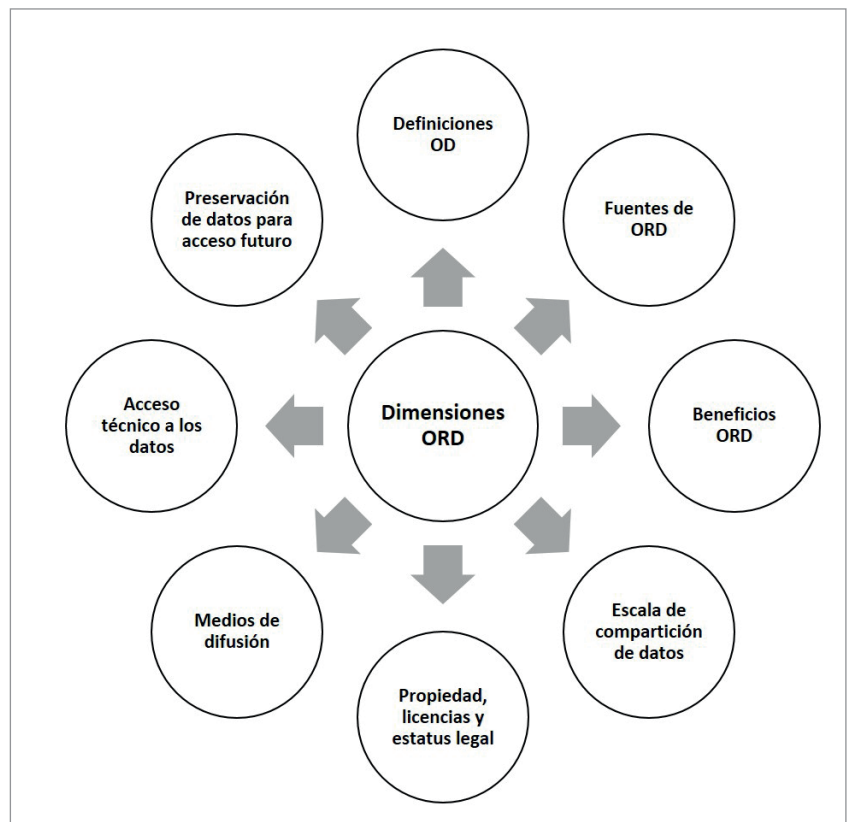 Definiciones
OD
Fuentes de
ORD
Beneficios
ORD
Escala de
compartición
de datos
Propiedad,
licencias y
estatus legal
Medios de
difusión
Acceso
técnico a los
datos
Preservación
de datos para
acceso futuro
Dimensiones
ORD